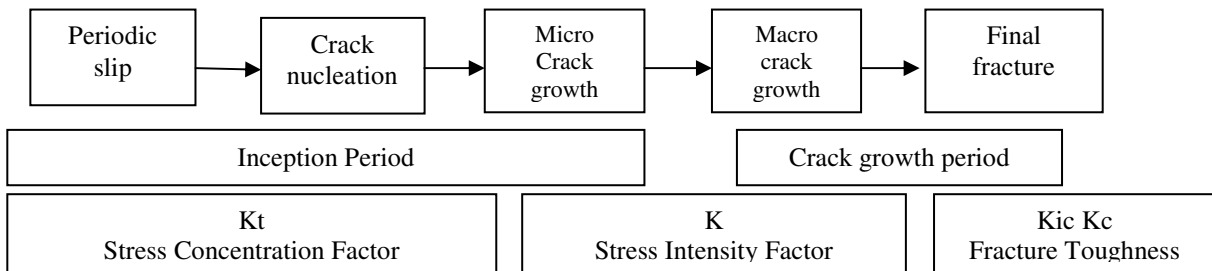 Periodic
slip
Crack
nucleation
Micro
Crack
growth
Macro
crack
growth
Final
fracture
Inception Period
Crack growth period
Kt
Stress Concentration Factor
K
Stress Intensity Factor
Kic Kc
Fracture Toughness